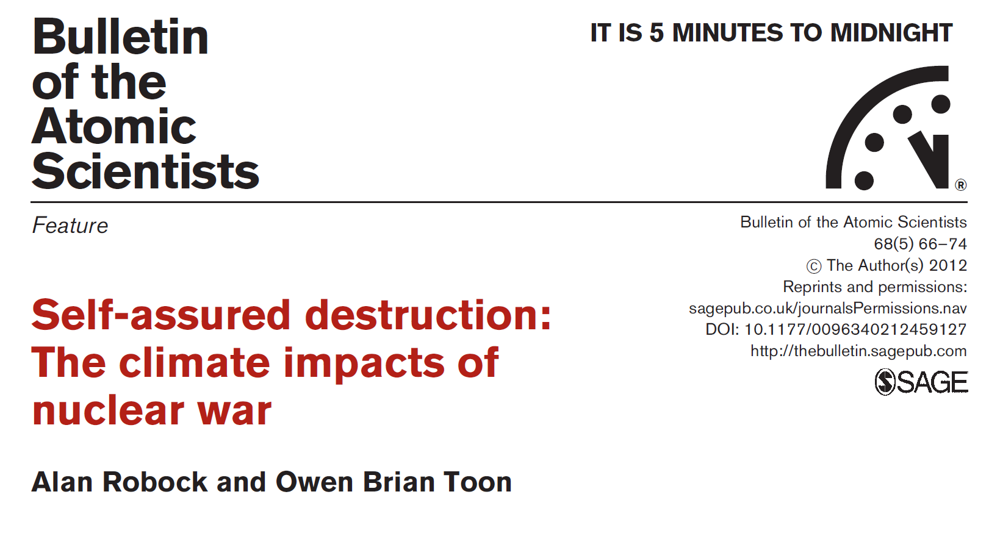 Bulletin
of the
Atomic
Scientists
IT IS 5 MINUTES TO MIDNIGHT
®
Feature
Bulletin of the Atomic Scientists
68(5) 66–74
© The Author(s) 2012
Reprints and permissions:
sagepub.co.uk/journalsPermissions.nav
DOI: 10.1177/0096340212459127
http://thebulletin.sagepub.com
SAGE
Self-assured destruction:
The climate impacts of
nuclear war
Alan Robock and Owen Brian Toon